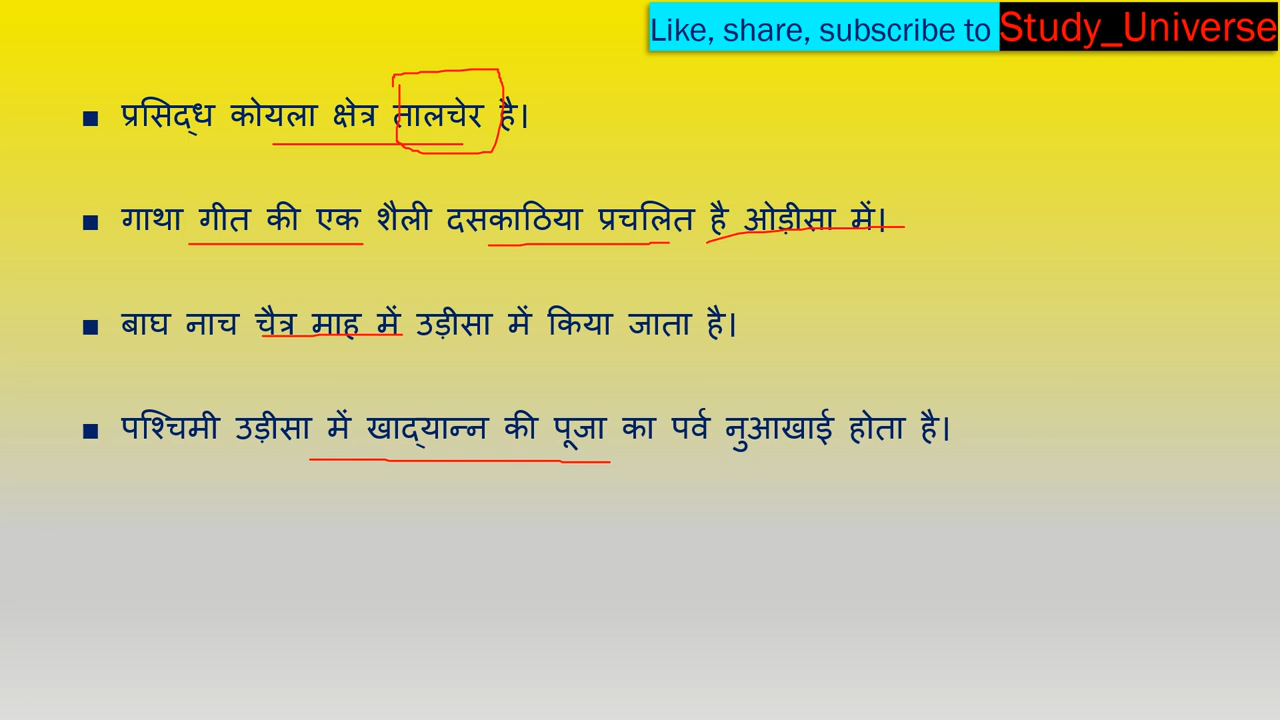 Like, share, subscribe to Study_Universe
▪ प्रसिद्ध कोयला क्षेत्र तालचेर है।
▪ गाथा गीत की एक शैली दसकाठिया प्रचलित है ओड़ीसा में।
▪ बाघ नाच चैत्र माह में उड़ीसा में किया जाता है।
▪ पश्चिमी उड़ीसा में खाद्यान्न की पूजा का पर्व नुआखाई होता है।